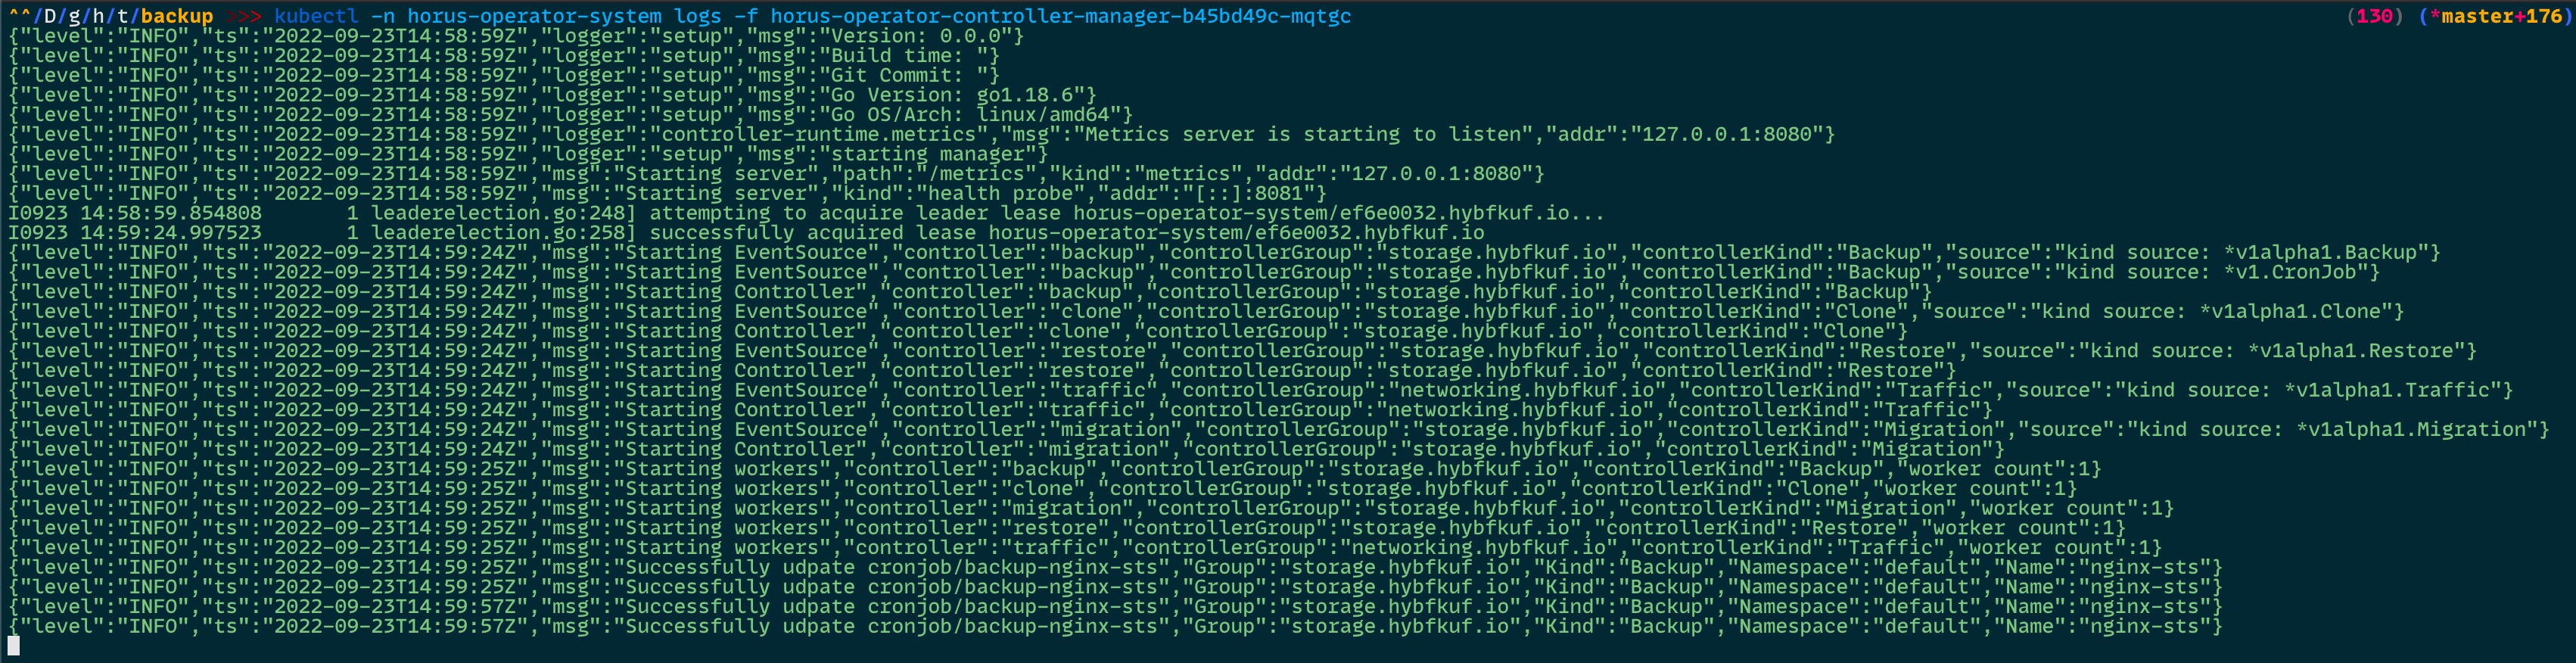 ^^/D/g/h/t/backup >>> kubectl -n horus-operator-system logs -f horus-operator-controller-manager-b45bd49c-mqtgc (130) (*master+176)
{"level":"INFO","ts":"2022-09-23T14:58:59Z","logger":"setup","msg":"Version: 0.0.0"}
{"level":"INFO","ts":"2022-09-23T14:58:59Z","logger":"setup","msg":"Build time: "}
{"level":"INFO","ts":"2022-09-23T14:58:59Z","logger":"setup","msg":"Git Commit: "}
{"level":"INFO","ts":"2022-09-23T14:58:59Z","logger":"setup","msg":"Go Version: go1.18.6"}
{"level":"INFO","ts":"2022-09-23T14:58:59Z","logger":"setup","msg":"Go OS/Arch: linux/amd64"}
{"level":"INFO","ts":"2022-09-23T14:58:59Z","logger":"controller-runtime.metrics","msg":"Metrics server is starting to listen","addr":"127.0.0.1:8080"}
{"level":"INFO","ts":"2022-09-23T14:58:59Z","logger":"setup","msg":"starting manager"}
{"level":"INFO","ts":"2022-09-23T14:58:59Z","msg":"Starting server","path":"/metrics","kind":"metrics","addr":"127.0.0.1:8080"}
{"level":"INFO","ts":"2022-09-23T14:58:59Z","msg":"Starting server","kind":"health probe","addr":"[::]:8081"}
I0923 14:58:59.854808       1 leaderelection.go:248] attempting to acquire leader lease horus-operator-system/ef6e0032.hybfkuf.io...
I0923 14:59:24.997523       1 leaderelection.go:258] successfully acquired lease horus-operator-system/ef6e0032.hybfkuf.io
{"level":"INFO","ts":"2022-09-23T14:59:24Z","msg":"Starting EventSource","controller":"backup","controllerGroup":"storage.hybfkuf.io","controllerKind":"Backup","source":"kind source: *v1alpha1.Backup"}
{"level":"INFO","ts":"2022-09-23T14:59:24Z","msg":"Starting EventSource","controller":"backup","controllerGroup":"storage.hybfkuf.io","controllerKind":"Backup","source":"kind source: *v1.CronJob"}
{"level":"INFO","ts":"2022-09-23T14:59:24Z","msg":"Starting Controller","controller":"backup","controllerGroup":"storage.hybfkuf.io","controllerKind":"Backup"}
{"level":"INFO","ts":"2022-09-23T14:59:24Z","msg":"Starting EventSource","controller":"clone","controllerGroup":"storage.hybfkuf.io","controllerKind":"Clone","source":"kind source: *v1alpha1.Clone"}
{"level":"INFO","ts":"2022-09-23T14:59:24Z","msg":"Starting Controller","controller":"clone","controllerGroup":"storage.hybfkuf.io","controllerKind":"Clone"}
{"level":"INFO","ts":"2022-09-23T14:59:24Z","msg":"Starting EventSource","controller":"restore","controllerGroup":"storage.hybfkuf.io","controllerKind":"Restore","source":"kind source: *v1alpha1.Restore"}
{"level":"INFO","ts":"2022-09-23T14:59:24Z","msg":"Starting Controller","controller":"restore","controllerGroup":"storage.hybfkuf.io","controllerKind":"Restore"}
{"level":"INFO","ts":"2022-09-23T14:59:24Z","msg":"Starting EventSource","controller":"traffic","controllerGroup":"networking.hybfkuf.io","controllerKind":"Traffic","source":"kind source: *v1alpha1.Traffic"}
{"level":"INFO","ts":"2022-09-23T14:59:24Z","msg":"Starting Controller","controller":"traffic","controllerGroup":"networking.hybfkuf.io","controllerKind":"Traffic"}
{"level":"INFO","ts":"2022-09-23T14:59:24Z","msg":"Starting EventSource","controller":"migration","controllerGroup":"storage.hybfkuf.io","controllerKind":"Migration","source":"kind source: *v1alpha1.Migration"}
{"level":"INFO","ts":"2022-09-23T14:59:24Z","msg":"Starting Controller","controller":"migration","controllerGroup":"storage.hybfkuf.io","controllerKind":"Migration"}
{"level":"INFO","ts":"2022-09-23T14:59:25Z","msg":"Starting workers","controller":"backup","controllerGroup":"storage.hybfkuf.io","controllerKind":"Backup","worker count":1}
{"level":"INFO","ts":"2022-09-23T14:59:25Z","msg":"Starting workers","controller":"clone","controllerGroup":"storage.hybfkuf.io","controllerKind":"Clone","worker count":1}
{"level":"INFO","ts":"2022-09-23T14:59:25Z","msg":"Starting workers","controller":"migration","controllerGroup":"storage.hybfkuf.io","controllerKind":"Migration","worker count":1}
{"level":"INFO","ts":"2022-09-23T14:59:25Z","msg":"Starting workers","controller":"restore","controllerGroup":"storage.hybfkuf.io","controllerKind":"Restore","worker count":1}
{"level":"INFO","ts":"2022-09-23T14:59:25Z","msg":"Starting workers","controller":"traffic","controllerGroup":"networking.hybfkuf.io","controllerKind":"Traffic","worker count":1}
{"level":"INFO","ts":"2022-09-23T14:59:25Z","msg":"Successfully udpate cronjob/backup-nginx-sts","Group":"storage.hybfkuf.io","Kind":"Backup","Namespace":"default","Name":"nginx-sts"}
{"level":"INFO","ts":"2022-09-23T14:59:25Z","msg":"Successfully udpate cronjob/backup-nginx-sts","Group":"storage.hybfkuf.io","Kind":"Backup","Namespace":"default","Name":"nginx-sts"}
{"level":"INFO","ts":"2022-09-23T14:59:57Z","msg":"Successfully udpate cronjob/backup-nginx-sts","Group":"storage.hybfkuf.io","Kind":"Backup","Namespace":"default","Name":"nginx-sts"}
{"level":"INFO","ts":"2022-09-23T14:59:57Z","msg":"Successfully udpate cronjob/backup-nginx-sts","Group":"storage.hybfkuf.io","Kind":"Backup","Namespace":"default","Name":"nginx-sts"}